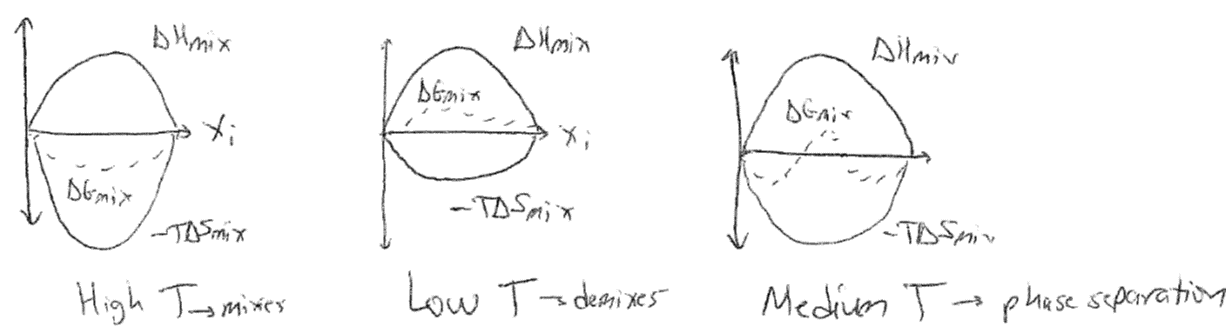 ΔHmix
Xi
ΔGmix
-TΔSmix
High T→mixes
ΔHmix
ΔGmix
Xi
-TΔSmix
Low T→demixes
ΔHmix
ΔGmix
-TΔSmix
Medium T → phase separation